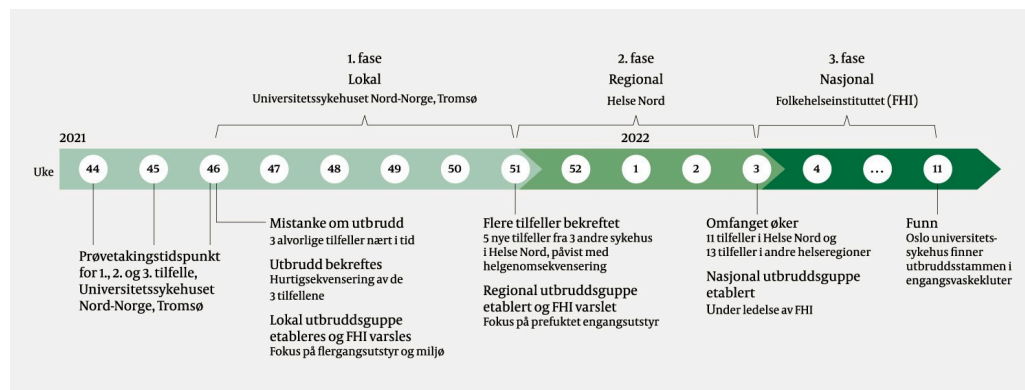 1. fase
Lokal
Universitetssykehuset Nord-Norge, Tromsø
2. fase
Regional
Helse Nord
3. fase
Nasjonal
Folkehelseinstituttet (FHI)
2021
2022
Uke
44
45
46
47
48
49
50
51
52
1
2
3
4
...
11
Prøvetakingstidspunkt
for 1., 2. og 3. tilfelle,
Universitetssykehuset
Nord-Norge, Tromsø
Mistanke om utbrudd
3 alvorlige tilfeller nært i tid
Utbrudd bekreftes
Hurtigsekvensering av de
3 tilfellene
Lokal utbruddsguppe
etableres og FHI varsles
Fokus på flergangsutstyr og miljø
Flere tilfeller bekreftet
5 nye tilfeller fra 3 andre sykehus
i Helse Nord, påvist med
helgenomsekvensering
Regional utbruddsguppe
etablert og FHI varslet
Fokus på prefuktet engangsutstyr
Omfanget øker
11 tilfeller i Helse Nord og
13 tilfeller i andre helseregioner
Nasjonal utbruddsguppe
etablert
Under ledelse av FHI
Funn
Oslo universitets-
sykehus finner
utbruddsstammen i
engangsvaskekluter